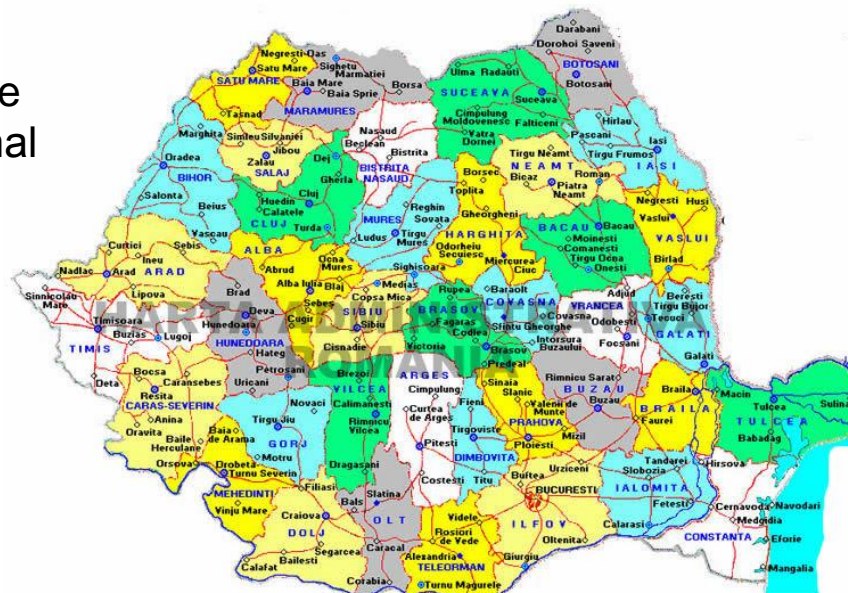 e
nal
HARTA ADMINISTRATIVA
ROMANIA
Darabani
Dorohoi Saveni
BOTOSANI
Botosani
Negresti-Oas
Satu Mare
SATU MARE
Tasnad
Sighetu
Marmatiei
Baia Mare
Baia Sprie
Borsa
MARAMURES
Ulma Radauti
SUCEAVA
Suceava
Cimpulung
Moldovenesc
Falticeni
Vatra
Dornei
Hirlau
Pascani
Iasi
Tirgu Frumos
IASI
Marghita
Oradea
BIHOR
Salonta
Beius
Vascau
Simleu Silvaniei
Jibou
Zalau
SALAJ
Nasaud
Beclean
Bistrita
BISTRITA
NASAUD
Dej
Gherla
Cluj
Huedin
Calatele
CLUJ
Turda
Tirgu Neamt
NEAMT
Bicaz
Roman
Piatra
Neamt
Borsec
Toplita
Gheorgheni
HARGHITA
Odorheiu
Secuiesc
Miercurea
Ciuc
Reghin
MURES
Sovata
Ludus
Tirgu
Mures
Sighisoara
BACAU
Bacau
Moinesti
Comanesti
Tirgu Ocna
Onesti
Negresti
Husi
Vaslui
VASLUI
Birlad
Curtici
Ineu
Sebis
Nadlac
Arad
ARAD
Lipova
ALBA
Abrud
Ocna
Mures
Alba Iulia
Blaj
Sebes
Cugir
Medias
Copsa Mica
SIBIU
Sibiu
Cisnadie
Rupea
BRASOV
Fagaras
Codlea
Victoria
Brasov
Predeal
Baraolt
COVASNA
Covasna
Sfintu Gheorghe
Intorsura
Buzaului
VRANCEA
Adjud
Odobesti
Focsani
Beresti
Tirgu Bujor
Tecuci
GALATI
Galati
Sinnicolau
Mare
Timisoara
Buzias
Lugoj
TIMIS
Deta
Brad
Deva
Hunedoara
HUNEDOARA
Hateg
Petrosani
Uricani
Bocsa
Caransebes
Resita
CARAS-SEVERIN
Anina
Oravita
Baile
Herculane
Orsova
Novaci
Tirgu Jiu
GORJ
Motru
Baia
de Arama
Drobeta
Turnu Severin
MEHEDINTI
Vinju Mare
Brezoi
VILCEA
Calimanesti
Rimnicu
Vilcea
Dragasani
ARGES
Cimpulung
Curtea
de Arges
Pitesti
Costesti
Fieni
Tirgoviste
DIMBOVITA
Titu
Sinaia
Slanic
Valenii de
Munte
PRAHOVA
Ploiesti
Mizil
Rimnicu Sarat
BUZAU
Buzau
Braila
BRAILA
Faurei
Macin
Tulcea
Sulina
TULCEA
Babadag
Filiasi
Craiova
DOLJ
Segarcea
Bailesti
Calafat
Slatina
Bals
OLT
Caracal
Corabia
Videle
Rosiori
de Vede
Alexandria
TELEORMAN
Turnu Magurele
Urziceni
Buftea
BUCURESTI
ILFOV
Oltenita
Giurgiu
Tandarei
Slobozia
IALOMITA
Fetesti
Calarasi
Hirsova
Cernavoda
Medgidia
Navodari
Eforie
CONSTANTA
Mangalia